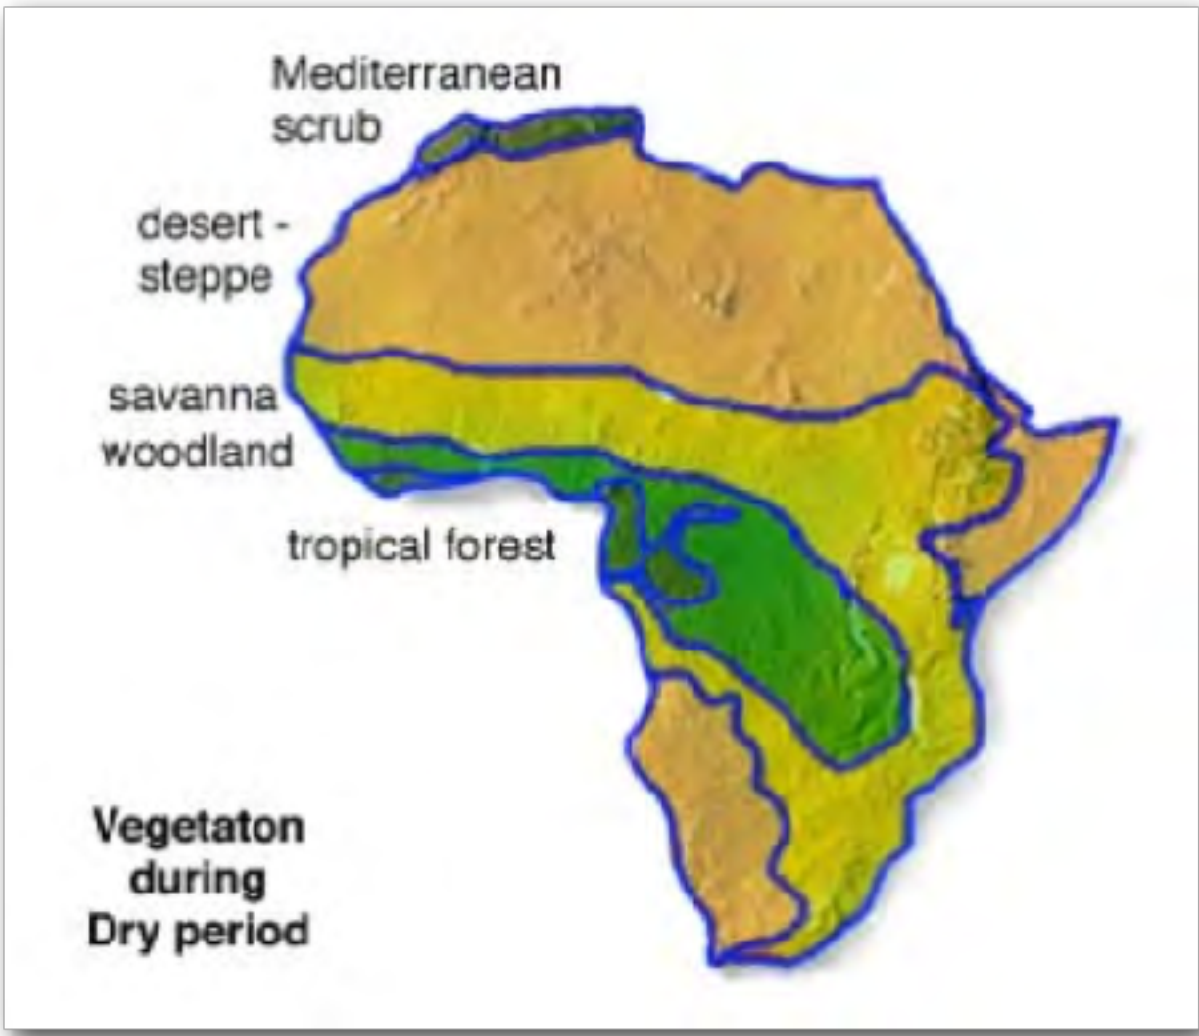 Mediterranean
scrub
desert -
steppe
savanna
woodland
tropical forest
Vegetaton
during
Dry period